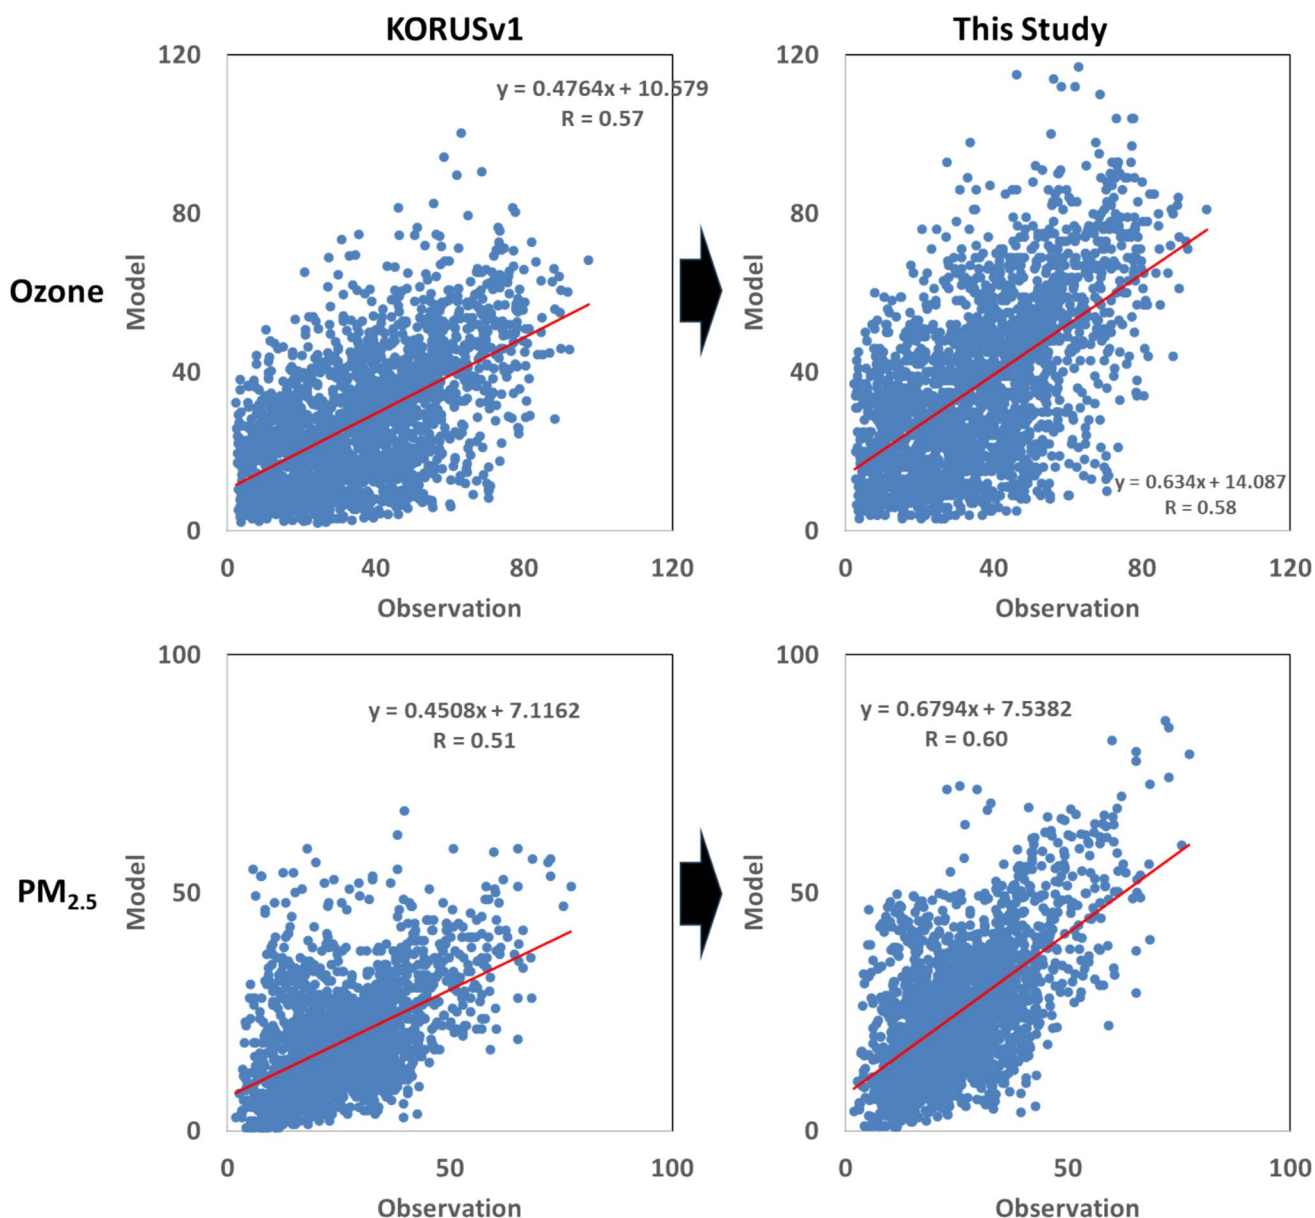 KORUSv1
This Study
Ozone
Model
120
80
40
0
y = 0.4764x + 10.579
R = 0.57
0 40 80 120
Observation
Model
120
80
40
0
y = 0.634x + 14.087
R = 0.58
0 40 80 120
Observation
PM2.5
Model
100
50
0
y = 0.4508x + 7.1162
R = 0.51
0 50 100
Observation
Model
100
50
0
y = 0.6794x + 7.5382
R = 0.60
0 50 100
Observation